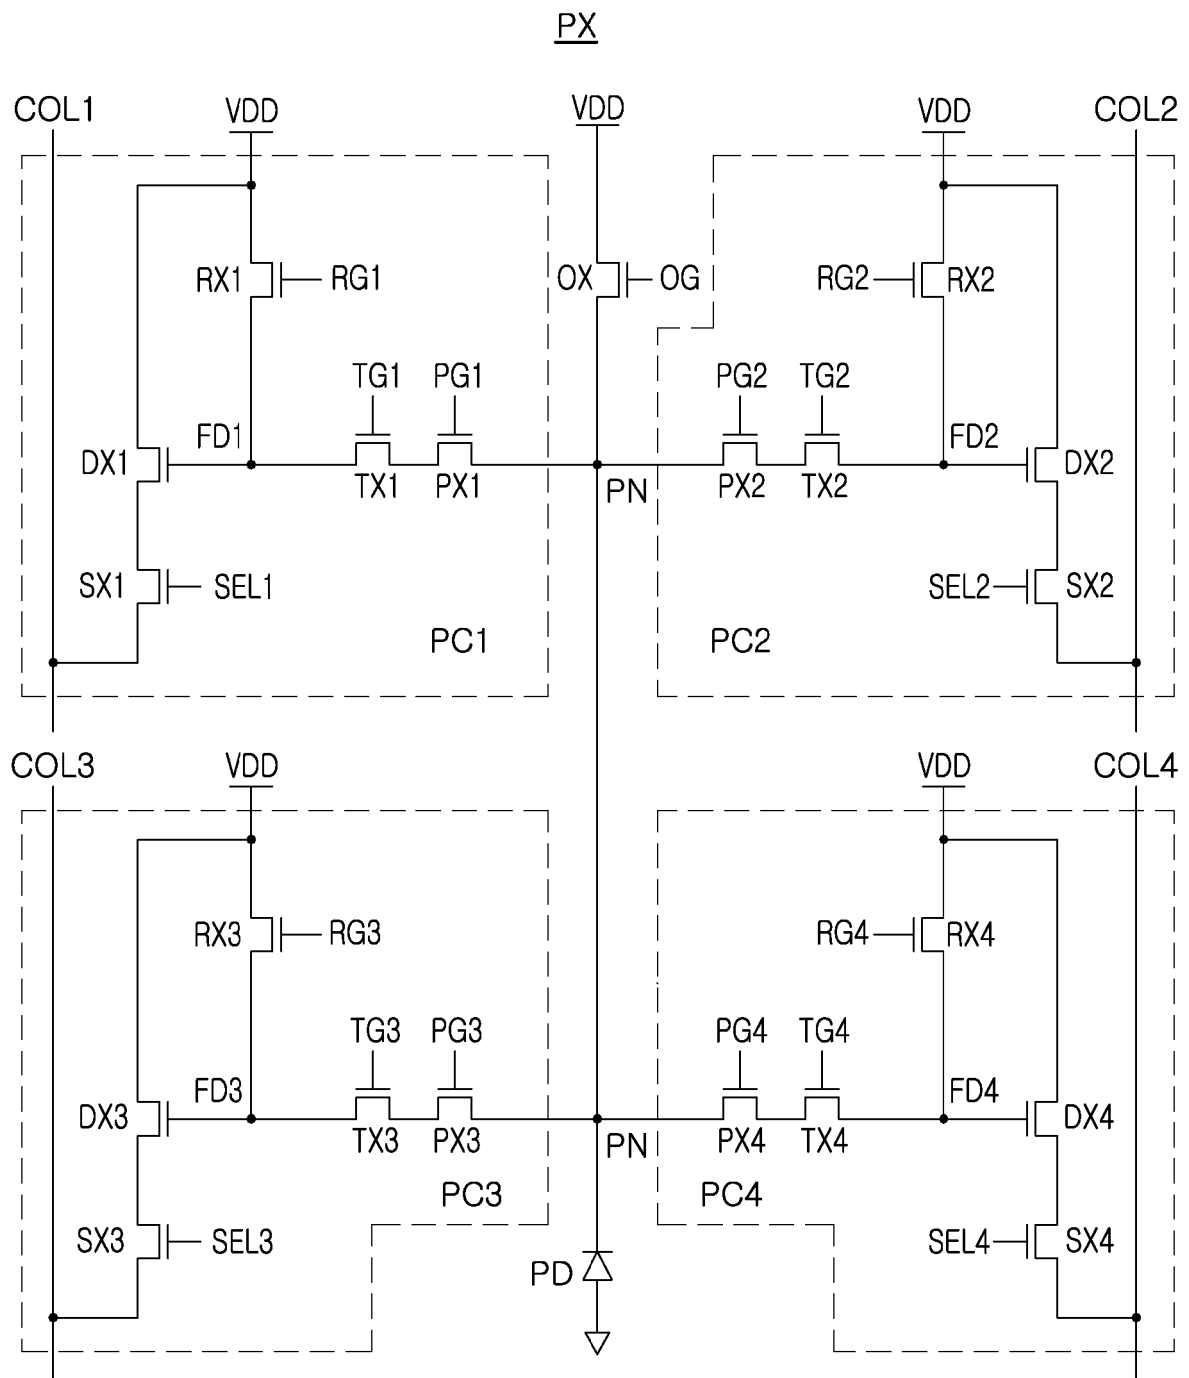 PX
COL1 VDD VDD VDD COL2
RX1 RG1 OX OG RG2 RX2
TG1 PG1 PG2 TG2
DX1 FD1 FD2 DX2
TX1 PX1 PN PX2 TX2
SX1 SEL1 SEL2 SX2
PC1 PC2
COL3 VDD VDD COL4
RX3 RG3 RG4 RX4
TG3 PG3 PG4 TG4
DX3 FD3 FD4 DX4
TX3 PX3 PN PX4 TX4
PC3 PC4
SX3 SEL3 SEL4 SX4
PD